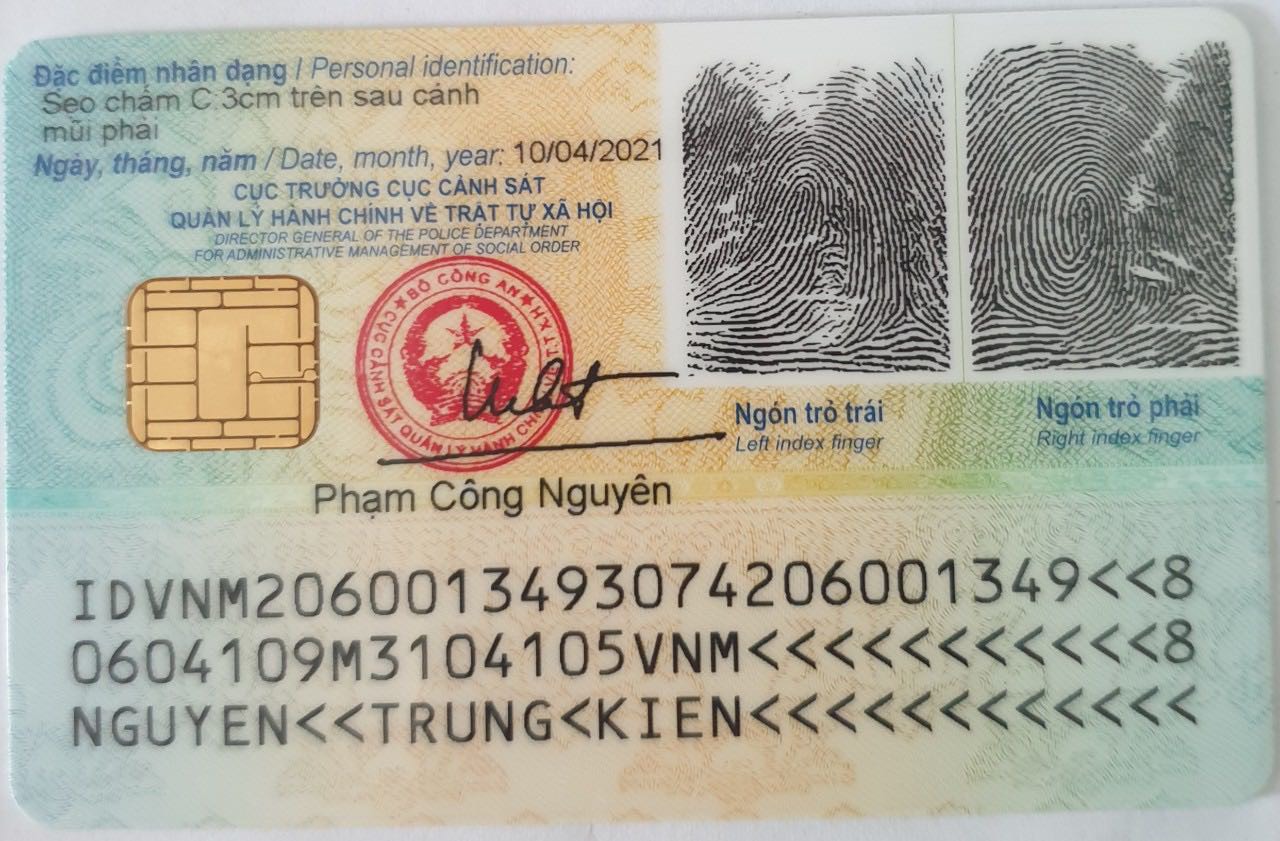 Đặc điểm nhân dạng / Personal identification:
Sẹo chấm C.3cm trên sau cánh
mũi phải
Ngày, tháng, năm / Date, month, year: 10/04/2021
CỤC TRƯỞNG CỤC CẢNH SÁT
QUẢN LÝ HÀNH CHÍNH VỀ TRẬT TỰ XÃ HỘI
DIRECTOR GENERAL OF THE POLICE DEPARTMENT
FOR ADMINISTRATIVE MANAGEMENT OF SOCIAL ORDER
BỘ CÔNG AN
CỤC CẢNH SÁT QUẢN LÝ HÀNH CHÍNH
Ngón trỏ trái
Left index finger
Ngón trỏ phải
Right index finger
Phạm Công Nguyên
IDVNM2060013493074206001349<<8
0604109M3104105VNM<<<<<<<<<<<8
NGUYEN<<TRUNG<KIEN<<<<<<<<<<<<